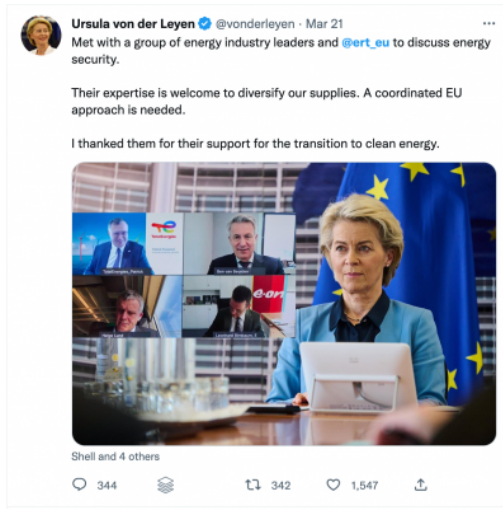 Ursula von der Leyen @vonderleyen · Mar 21
Met with a group of energy industry leaders and @ert_eu to discuss energy
security.
Their expertise is welcome to diversify our supplies. A coordinated EU
approach is needed.
I thanked them for their support for the transition to clean energy.
TotalEnergies
TotalEnergies_Patrick
Ben van Beurden
e·on
Leonhard Birnbaum, E
Shell and 4 others
344
342
1,547